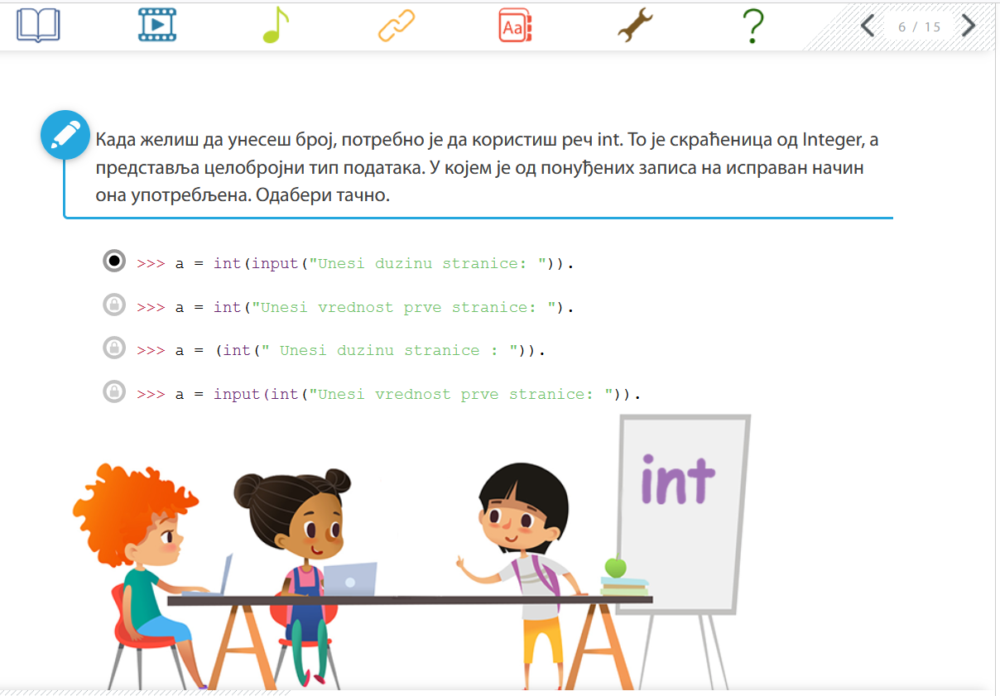 Aa
6 / 15
Када желиш да унесеш број, потребно је да користиш реч int. То је скраћеница од Integer, а
представља целобројни тип података. У којем је од понуђених записа на исправан начин
она употребљена. Одабери тачно.
>>> a = int(input("Unesi duzinu stranice: ")).
>>> a = int("Unesi vrednost prve stranice: ").
>>> a = (int(" Unesi duzinu stranice : ")).
>>> a = input(int("Unesi vrednost prve stranice: ")).
int